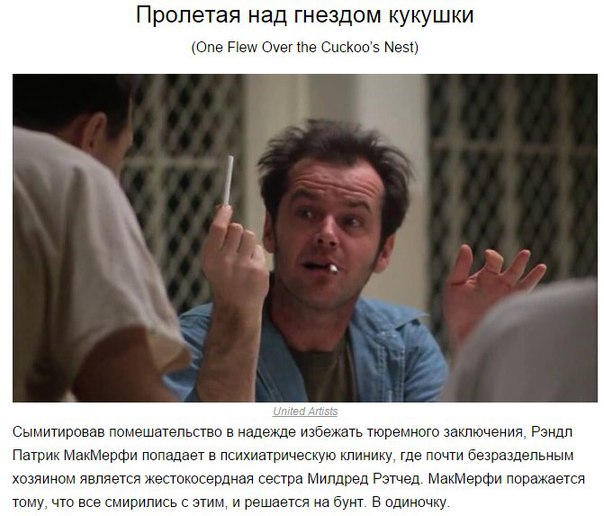 Пролетая над гнездом кукушки
(One Flew Over the Cuckoo's Nest)
United Artists
Сымитировав помешательство в надежде избежать тюремного заключения, Рэндл
Патрик МакМерфи попадает в психиатрическую клинику, где почти безраздельным
хозяином является жестокосердная сестра Милдред Рэтчед. МакМерфи поражается
тому, что все смирились с этим, и решается на бунт. В одиночку.